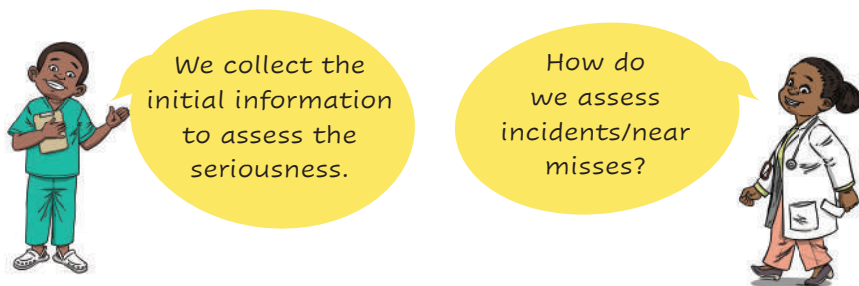 We collect the
initial information
to assess the
seriousness.
How do
we assess
incidents/near
misses?